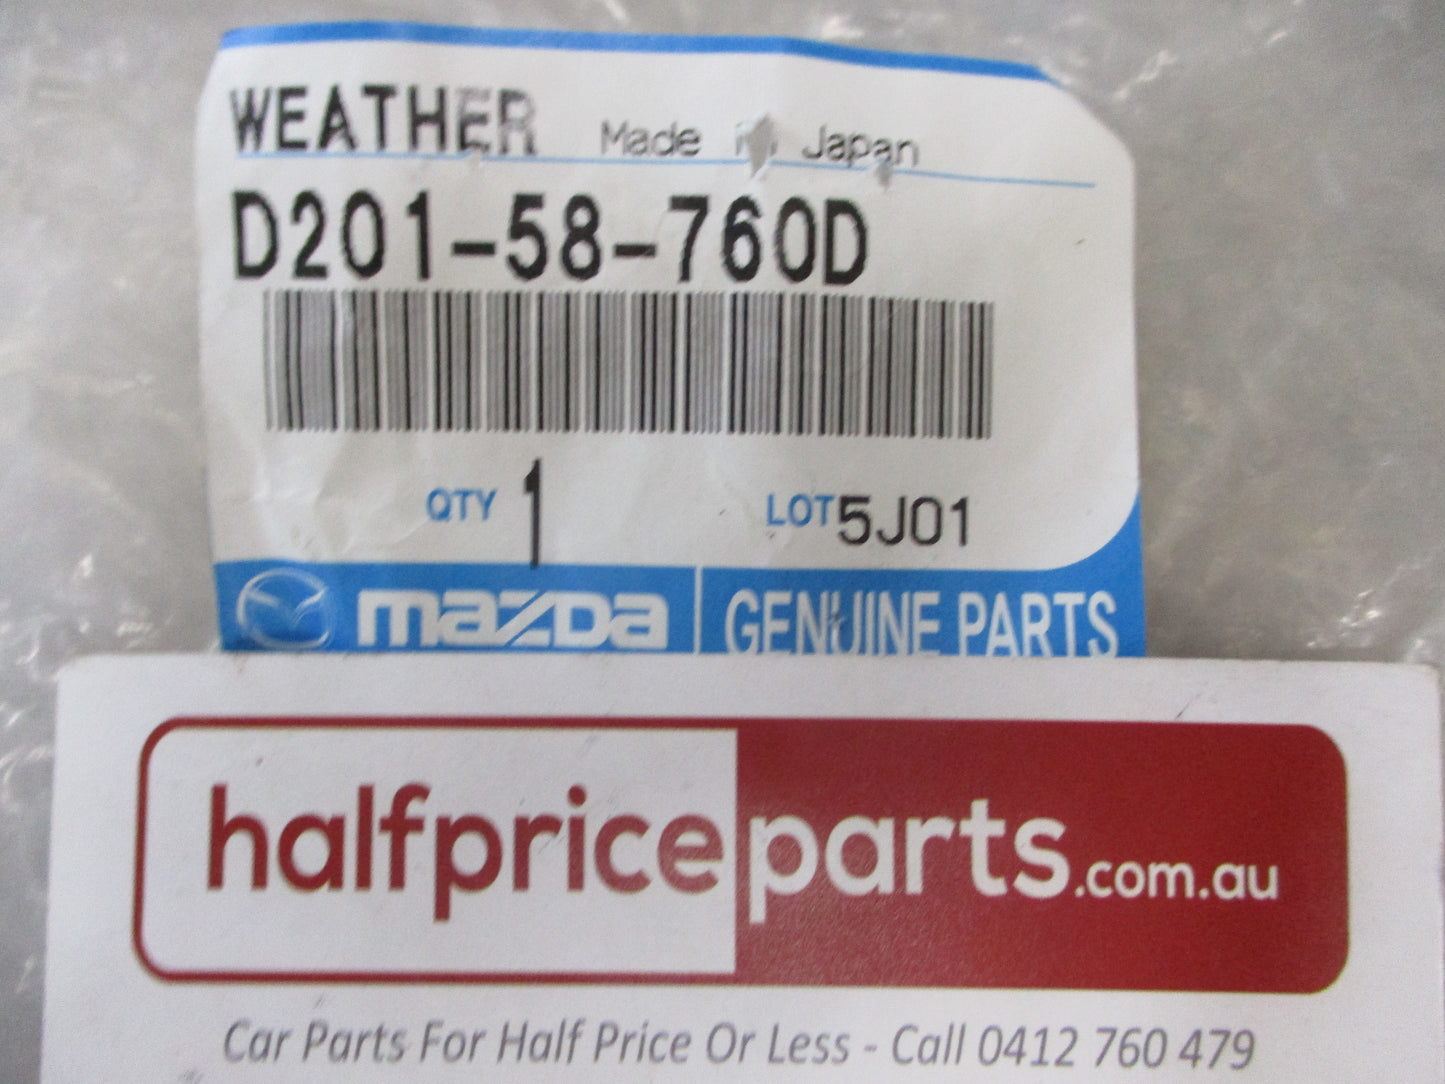 WEATHER Made in Japan
D201-58-760D
QTY 1 LOT 5J01
mazda GENUINE PARTS
halfpriceparts.com.au
Car Parts For Half Price Or Less - Call 0412 760 479